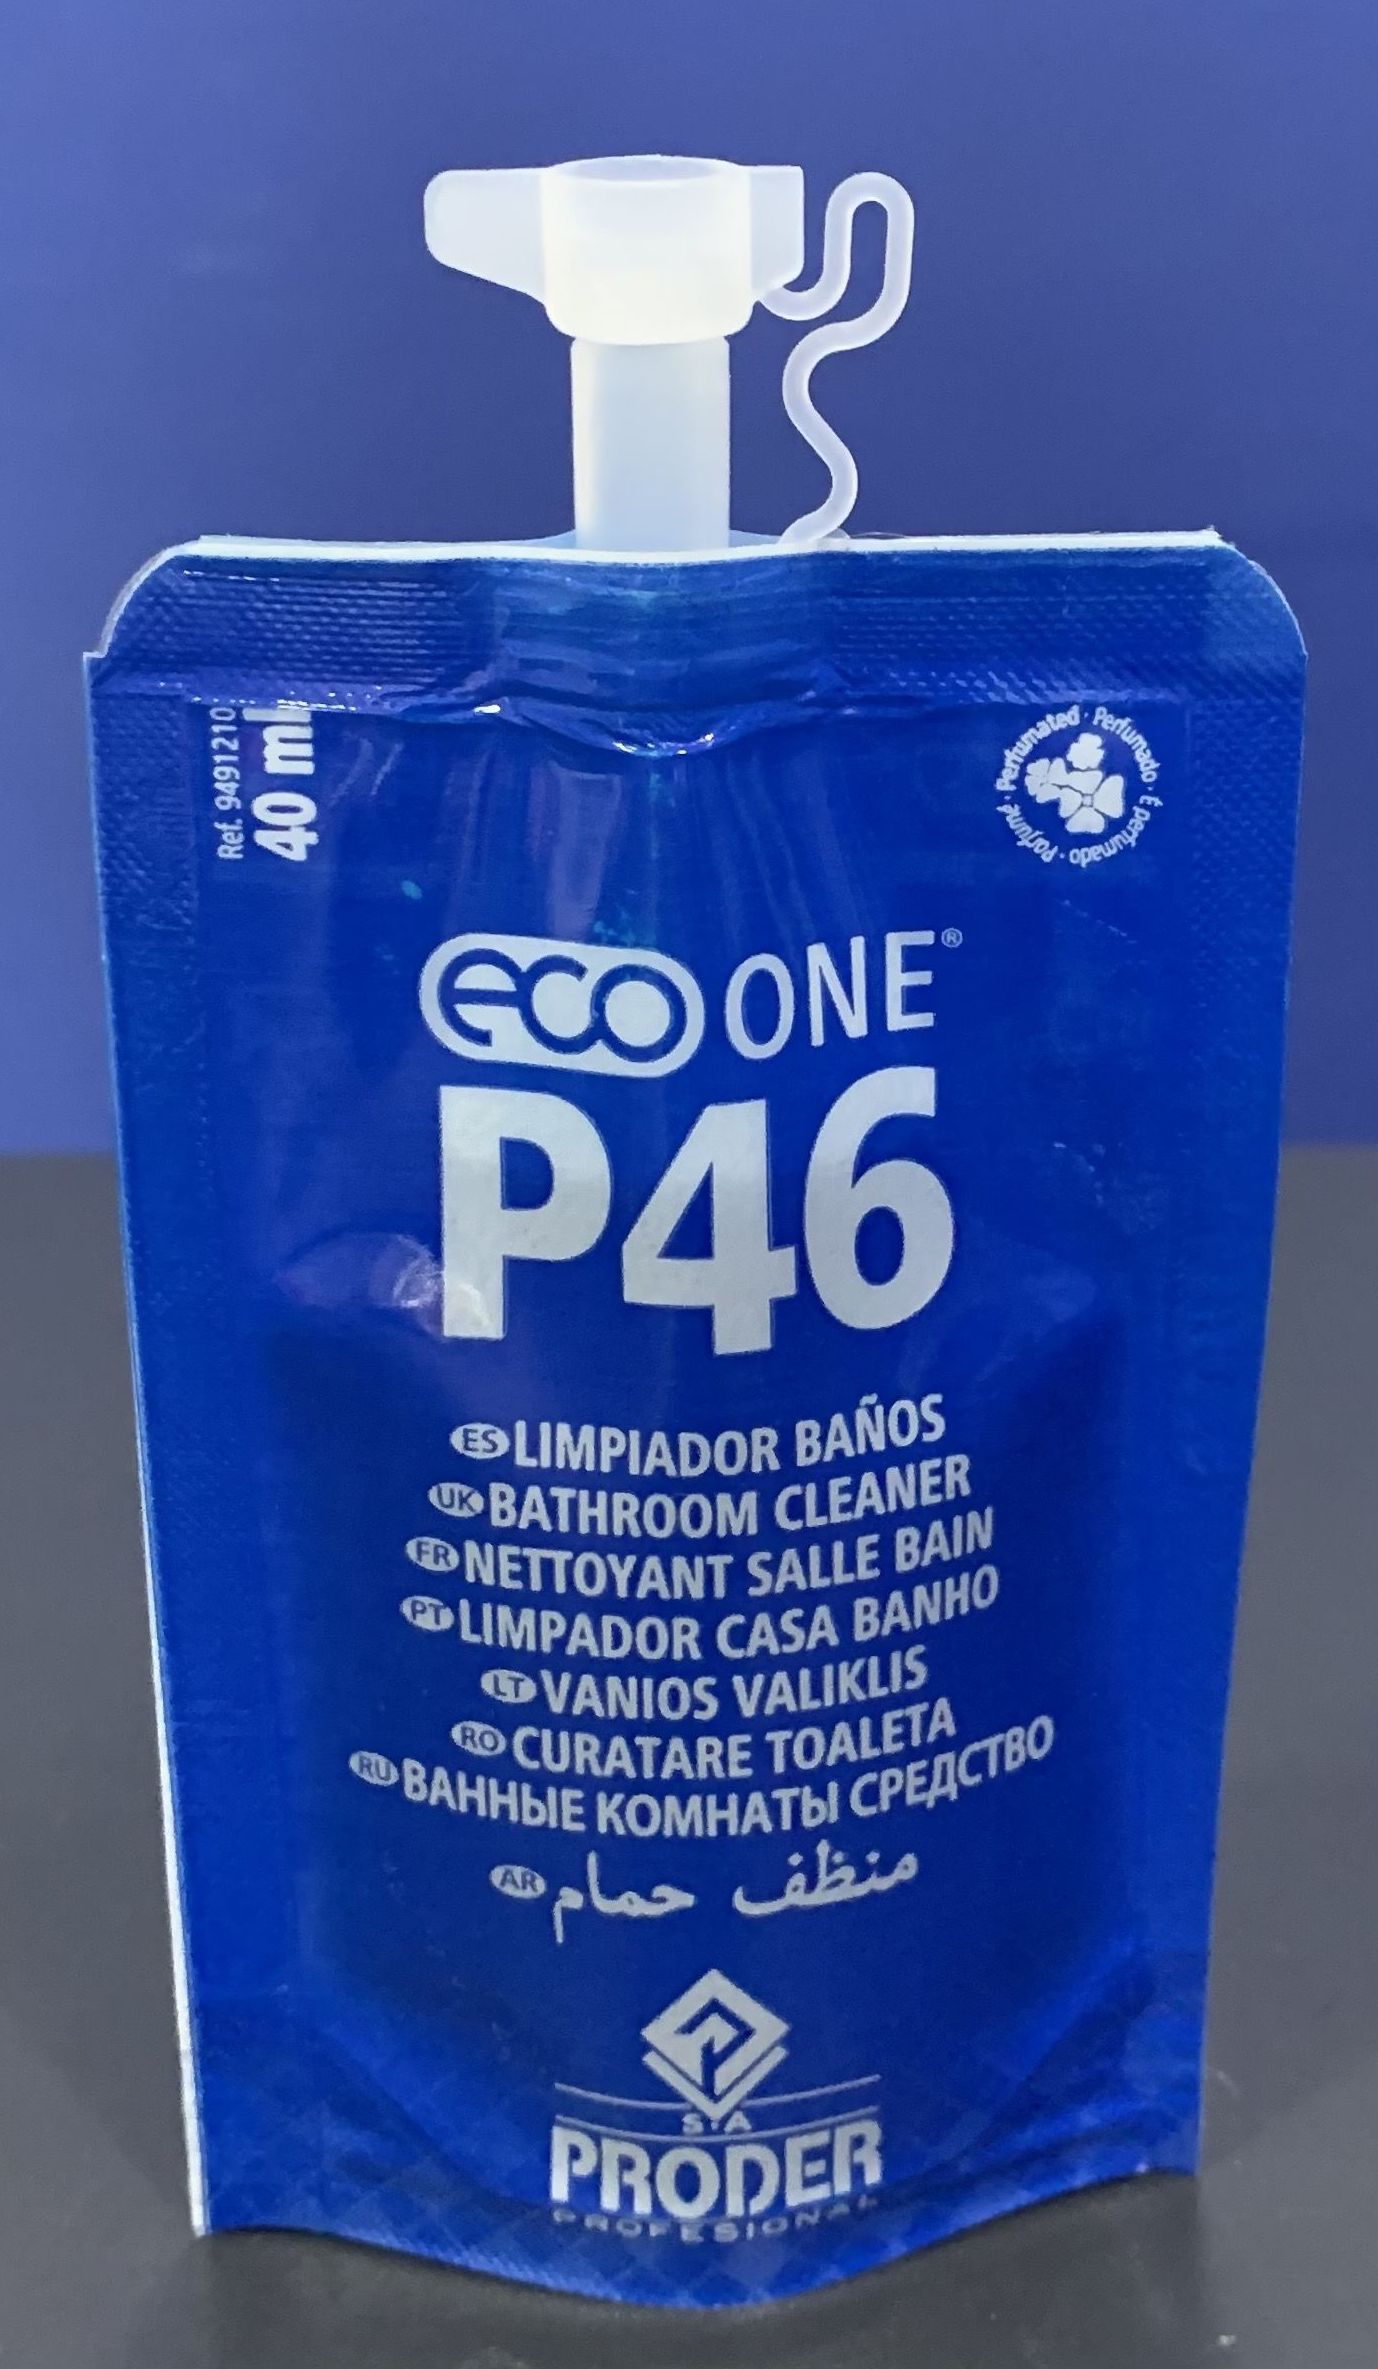 Ref. 94912101
40 ml
Perfumated · Perfumado · É perfumado · Parfumé ·
eco ONE®
P46
ES LIMPIADOR BAÑOS
UK BATHROOM CLEANER
FR NETTOYANT SALLE BAIN
PT LIMPADOR CASA BANHO
LT VANIOS VALIKLIS
RO CURATARE TOALETA
RU ВАННЫЕ КОМНАТЫ СРЕДСТВО
AR منظف حمام
S·A
PRODER
PROFESIONAL